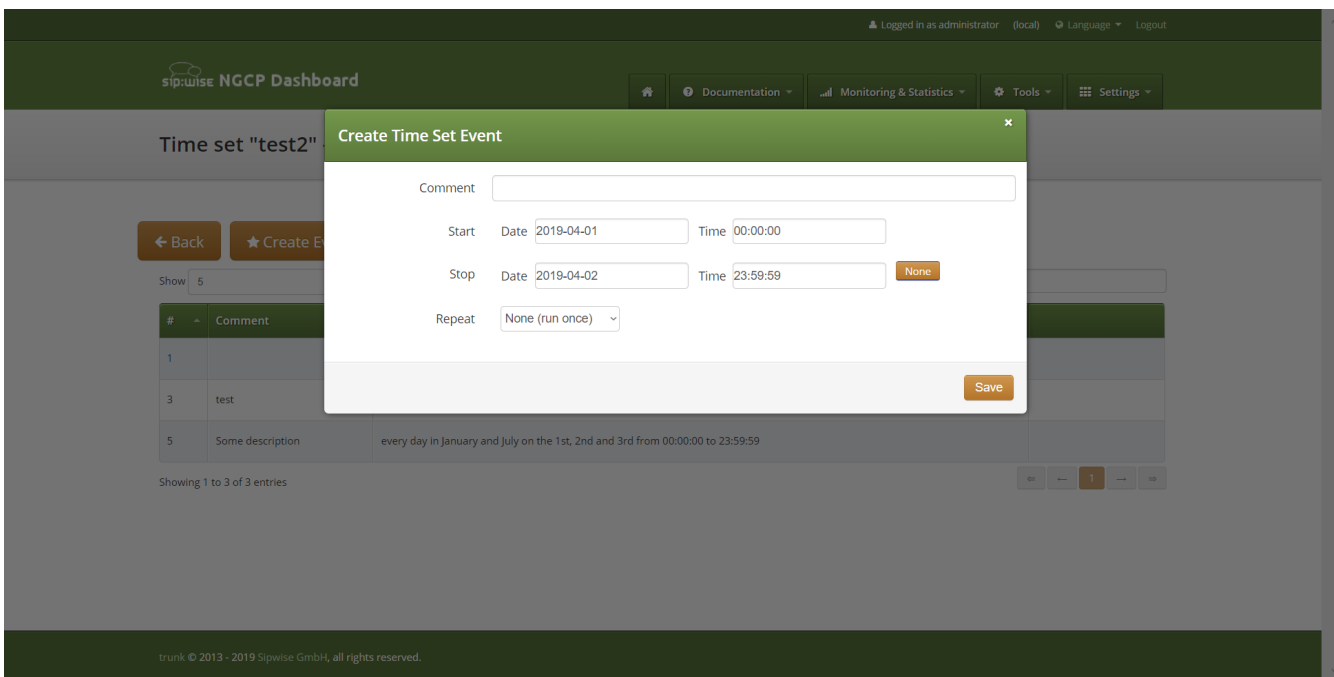 Logged in as administrator (local) Language Logout
sip:wise NGCP Dashboard
Documentation Monitoring & Statistics Tools Settings
Time set "test2"
Create Time Set Event
×
Comment
Start Date 2019-04-01 Time 00:00:00
Stop Date 2019-04-02 Time 23:59:59 None
Repeat None (run once)
Save
← Back
Create
Show 5
# Comment
1
3 test
5 Some description every day in January and July on the 1st, 2nd and 3rd from 00:00:00 to 23:59:59
Showing 1 to 3 of 3 entries
⇐ ← 1 → ⇒
trunk © 2013 - 2019 Sipwise GmbH, all rights reserved.